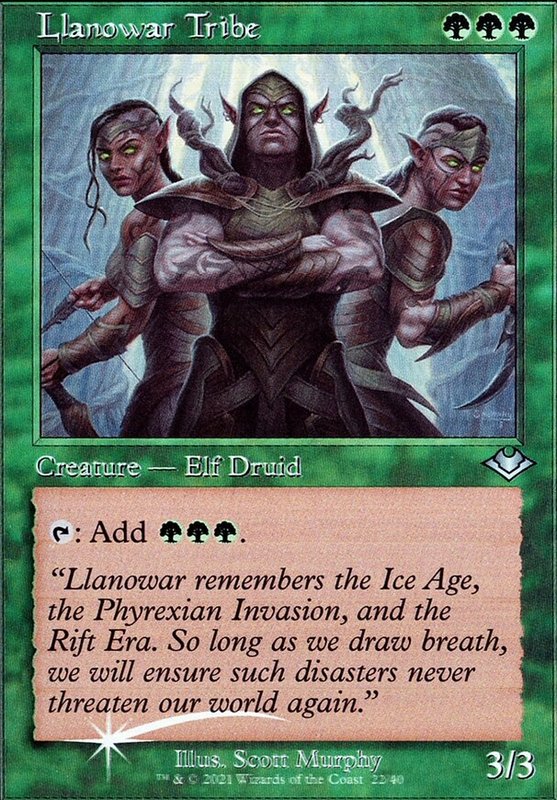 Llanowar Tribe
Creature — Elf Druid
: Add .
“Llanowar remembers the Ice Age,
the Phyrexian Invasion, and the
Rift Era. So long as we draw breath,
we will ensure such disasters never
threaten our world again.”
Illus. Scott Murphy
™ & © 2021 Wizards of the Coast 22/40
3/3